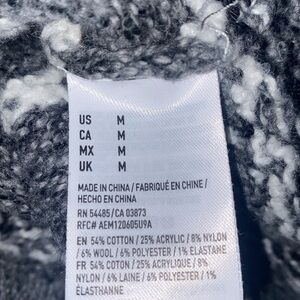 US M
CA M
MX M
UK M
MADE IN CHINA / FABRIQUÉ EN CHINE /
HECHO EN CHINA
RN 54485 / CA 03873
RFC# AEM120605U9A
EN 54% COTTON / 25% ACRYLIC / 8% NYLON
/ 6% WOOL / 6% POLYESTER / 1% ELASTANE
FR 54% COTON / 25% ACRYLIQUE / 8%
NYLON / 6% LAINE / 6% POLYESTER / 1%
ÉLASTHANNE